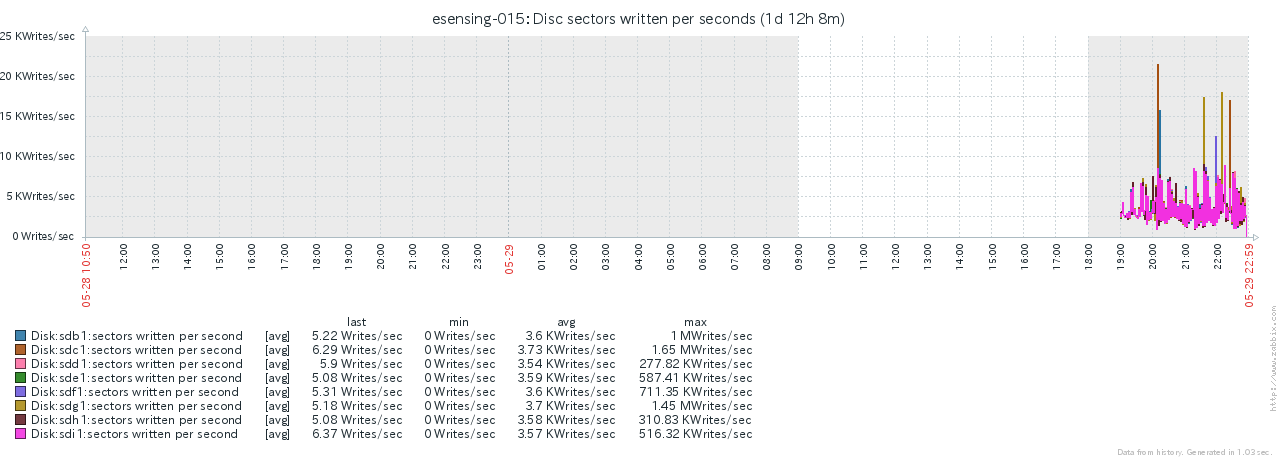 esensing-015: Disc sectors written per seconds (1d 12h 8m)
25 KWrites/sec
20 KWrites/sec
15 KWrites/sec
10 KWrites/sec
5 KWrites/sec
0 Writes/sec
05-28 10:50 12:00 13:00 14:00 15:00 16:00 17:00 18:00 19:00 20:00 21:00 22:00 23:00 05-29 01:00 02:00 03:00 04:00 05:00 06:00 07:00 08:00 09:00 10:00 11:00 12:00 13:00 14:00 15:00 16:00 17:00 18:00 19:00 20:00 21:00 22:00 05-29 22:59
last min avg max
Disk:sdb1:sectors written per second [avg] 5.22 Writes/sec 0 Writes/sec 3.6 KWrites/sec 1 MWrites/sec
Disk:sdc1:sectors written per second [avg] 6.29 Writes/sec 0 Writes/sec 3.73 KWrites/sec 1.65 MWrites/sec
Disk:sdd1:sectors written per second [avg] 5.9 Writes/sec 0 Writes/sec 3.54 KWrites/sec 277.82 KWrites/sec
Disk:sde1:sectors written per second [avg] 5.08 Writes/sec 0 Writes/sec 3.59 KWrites/sec 587.41 KWrites/sec
Disk:sdf1:sectors written per second [avg] 5.31 Writes/sec 0 Writes/sec 3.6 KWrites/sec 711.35 KWrites/sec
Disk:sdg1:sectors written per second [avg] 5.18 Writes/sec 0 Writes/sec 3.7 KWrites/sec 1.45 MWrites/sec
Disk:sdh1:sectors written per second [avg] 5.08 Writes/sec 0 Writes/sec 3.58 KWrites/sec 310.83 KWrites/sec
Disk:sdi1:sectors written per second [avg] 6.37 Writes/sec 0 Writes/sec 3.57 KWrites/sec 516.32 KWrites/sec
https://www.zabbix.com
Data from history. Generated in 1.03 sec.